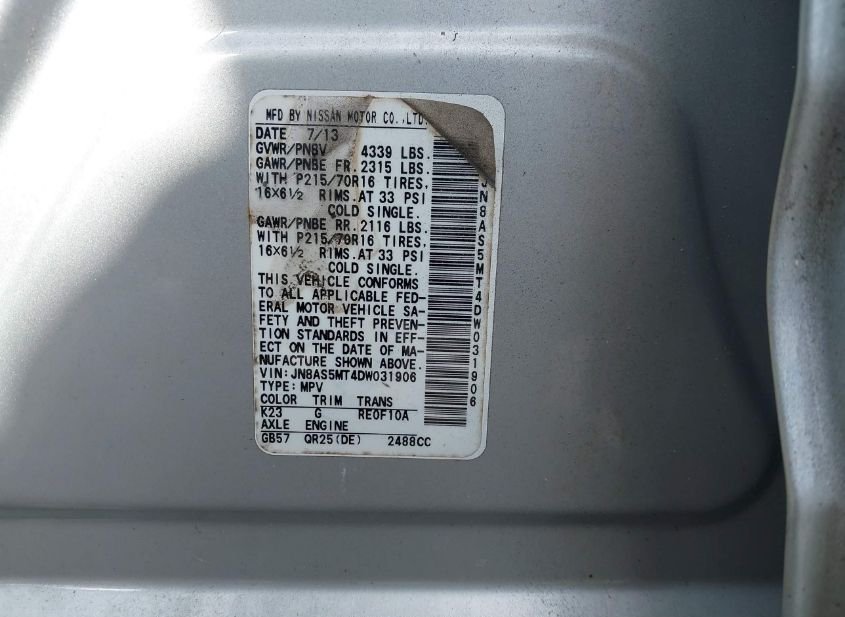 MFD BY NISSAN MOTOR CO.,LTD.
DATE 7/13
GVWR/PNBV 4339 LBS.
GAWR/PNBE FR. 2315 LBS.
WITH P215/70R16 TIRES,
16X6½ RIMS.AT 33 PSI
COLD SINGLE.
GAWR/PNBE RR. 2116 LBS.
WITH P215/70R16 TIRES,
16X6½ RIMS.AT 33 PSI
COLD SINGLE.
THIS VEHICLE CONFORMS
TO ALL APPLICABLE FED-
ERAL MOTOR VEHICLE SA-
FETY AND THEFT PREVEN-
TION STANDARDS IN EFF-
ECT ON THE DATE OF MA-
NUFACTURE SHOWN ABOVE.
VIN:JN8AS5MT4DW031906
TYPE:MPV
COLOR TRIM TRANS
K23 G RE0F10A
AXLE ENGINE
GB57 QR25(DE) 2488CC
JN8AS5MT4DW031906